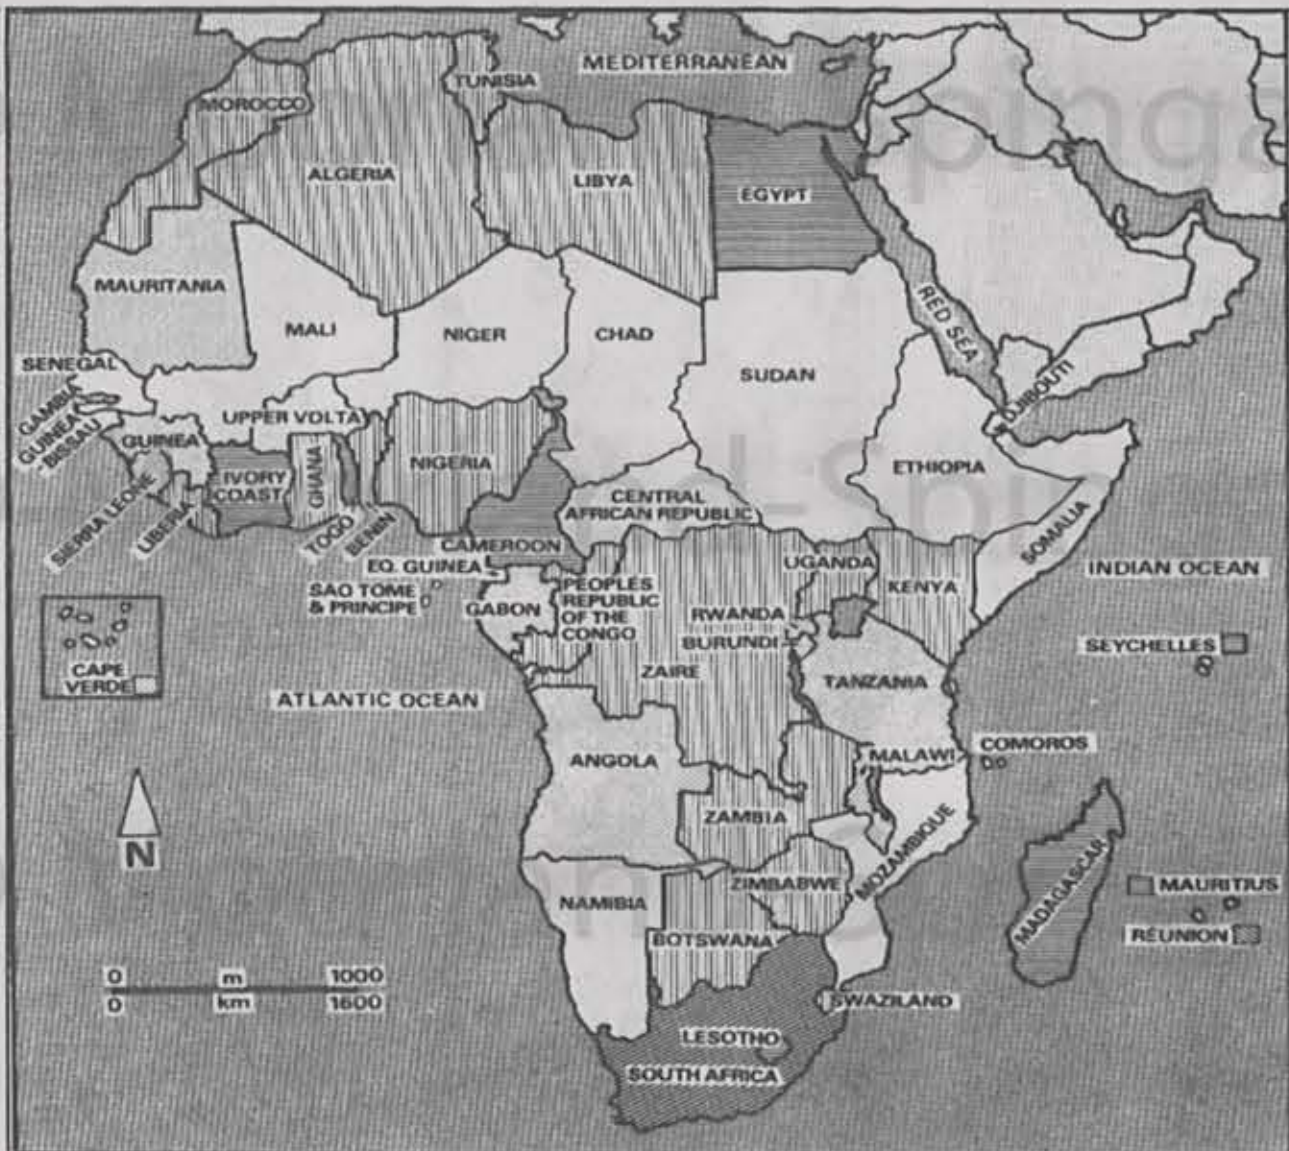 MEDITERRANEAN
TUNISIA
MOROCCO
ALGERIA
LIBYA
EGYPT
MAURITANIA
MALI
NIGER
CHAD
SUDAN
RED SEA
SENEGAL
GAMBIA
GUINEA
- BISSAU
GUINEA
UPPER VOLTA
DJIBOUTI
SIERRA LEONE
LIBERIA
IVORY
COAST
GHANA
TOGO
BENIN
NIGERIA
CENTRAL
AFRICAN REPUBLIC
ETHIOPIA
SOMALIA
CAMEROON
EQ. GUINEA
SAO TOME
& PRINCIPE
GABON
PEOPLES
REPUBLIC
OF THE
CONGO
UGANDA
KENYA
INDIAN OCEAN
RWANDA
BURUNDI
ZAIRE
TANZANIA
SEYCHELLES
CAPE
VERDE
ATLANTIC OCEAN
ANGOLA
MALAWI
COMOROS
ZAMBIA
MOZAMBIQUE
MADAGASCAR
N
NAMIBIA
ZIMBABWE
BOTSWANA
MAURITIUS
RÉUNION
0 m 1000
0 km 1600
SWAZILAND
LESOTHO
SOUTH AFRICA